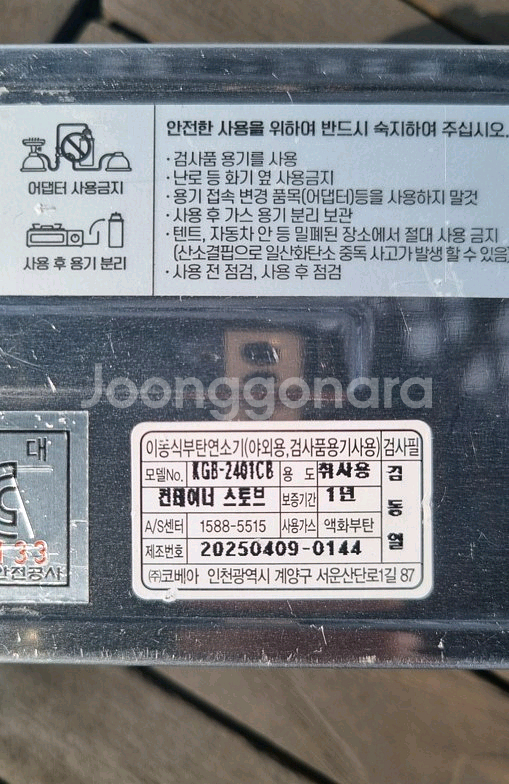 안전한 사용을 위하여 반드시 숙지하여 주십시오.
· 검사품 용기를 사용
· 난로 등 화기 옆 사용금지
· 용기 접속 변경 품목(어댑터)등을 사용하지 말것
· 사용 후 가스 용기 분리 보관
· 텐트, 자동차 안 등 밀폐된 장소에서 절대 사용 금지
(산소결핍으로 일산화탄소 중독 사고가 발생 할 수 있음)
· 사용 전 점검, 사용 후 점검
어댑터 사용금지
사용 후 용기 분리
Joonggonara
대
133
안전공사
이동식부탄연소기(야외용,검사품용기사용) 검사필
모델No. KGB-2401CB 용 도 취사용 김동열
컨테이너 스토브 보증기간 1년
A/S센터 1588-5515 사용가스 액화부탄
제조번호 20250409-0144
㈜코베아 인천광역시 계양구 서운산단로1길 87